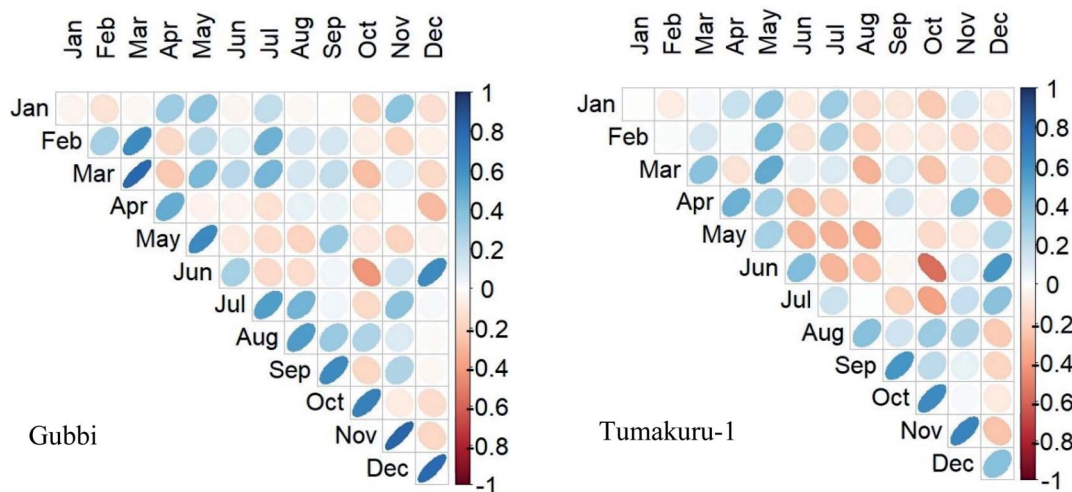 Jan Feb Mar Apr May Jun Jul Aug Sep Oct Nov Dec
Jan
Feb
Mar
Apr
May
Jun
Jul
Aug
Sep
Oct
Nov
Dec
1
0.8
0.6
0.4
0.2
0
-0.2
-0.4
-0.6
-0.8
-1
Gubbi
Jan Feb Mar Apr May Jun Jul Aug Sep Oct Nov Dec
Jan
Feb
Mar
Apr
May
Jun
Jul
Aug
Sep
Oct
Nov
Dec
1
0.8
0.6
0.4
0.2
0
-0.2
-0.4
-0.6
-0.8
-1
Tumakuru-1